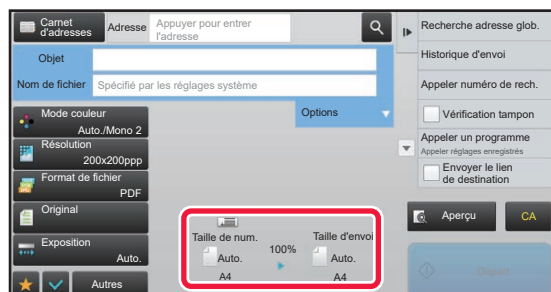 Carnet
d'adresses
Adresse
Appuyer pour entrer
l'adresse
Objet
Nom de fichier
Spécifié par les réglages système
Options
Mode couleur
Auto./Mono 2
Résolution
200x200ppp
Format de fichier
PDF
Original
Exposition
Auto.
Autres
Taille de num.
Auto.
A4
100%
Taille d'envoi
Auto.
A4
Recherche adresse glob.
Historique d'envoi
Appeler numéro de rech.
Vérification tampon
Appeler un programme
Appeler réglages enregistrés
Envoyer le lien
de destination
Aperçu
CA
Départ